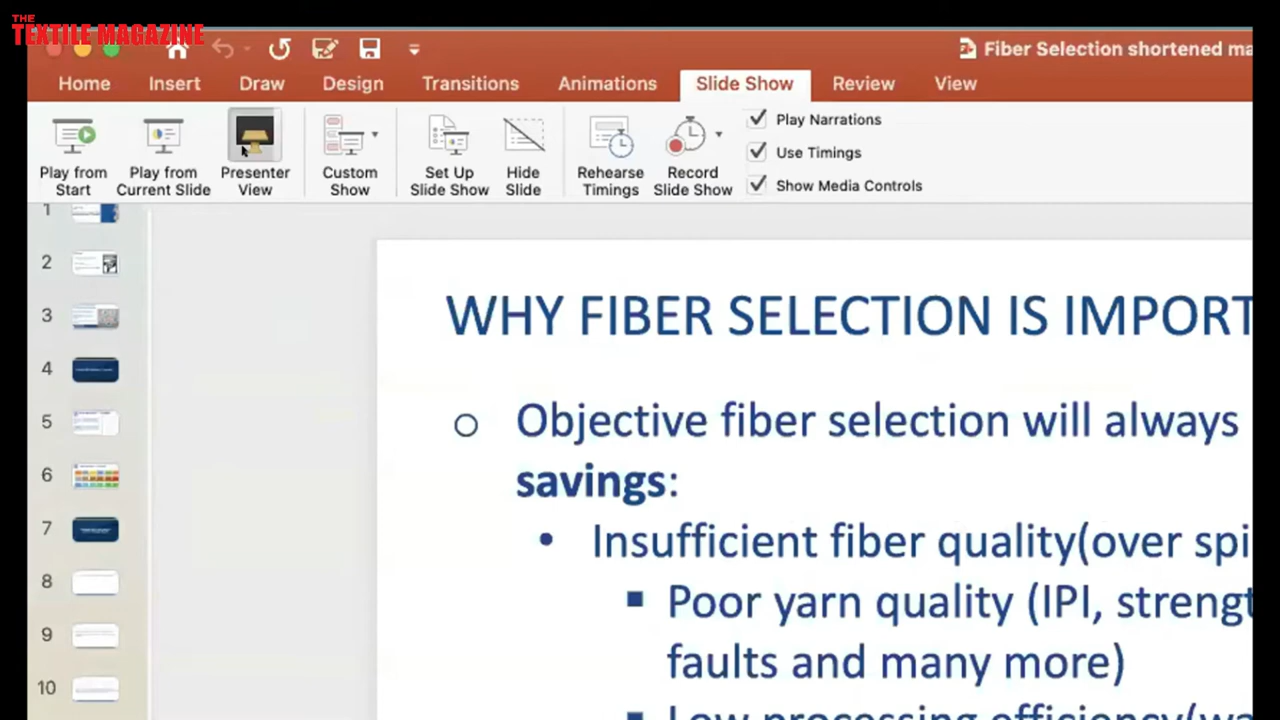 THE
TEXTILE MAGAZINE
Fiber Selection shortened ma
Home Insert Draw Design Transitions Animations Slide Show Review View
Play from Start
Play from Current Slide
Presenter View
Custom Show
Set Up Slide Show
Hide Slide
Rehearse Timings
Record Slide Show
Play Narrations
Use Timings
Show Media Controls
1
2
3
4
5
6
7
8
9
10
WHY FIBER SELECTION IS IMPORT
Objective fiber selection will always
savings:
Insufficient fiber quality(over spi
Poor yarn quality (IPI, strengt
faults and many more)
Low processing efficiency(wa